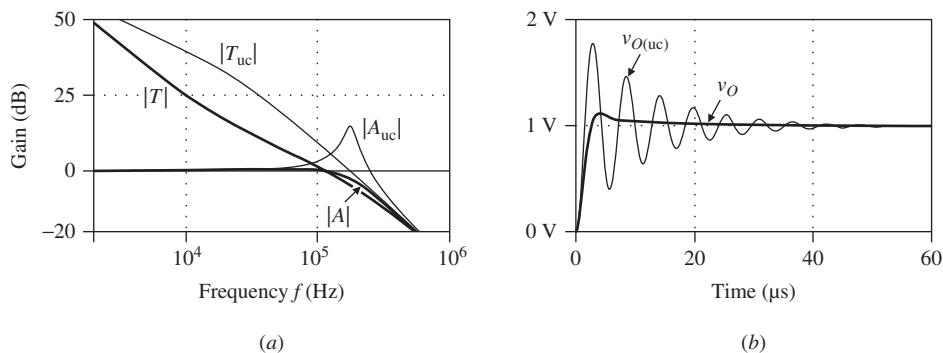 50
25
0
−20
Gain (dB)
|T_uc|
|T|
|A_uc|
|A|
10^4
10^5
10^6
Frequency f (Hz)
(a)
2 V
1 V
0 V
v_O(uc)
v_O
0
20
40
60
Time (µs)
(b)